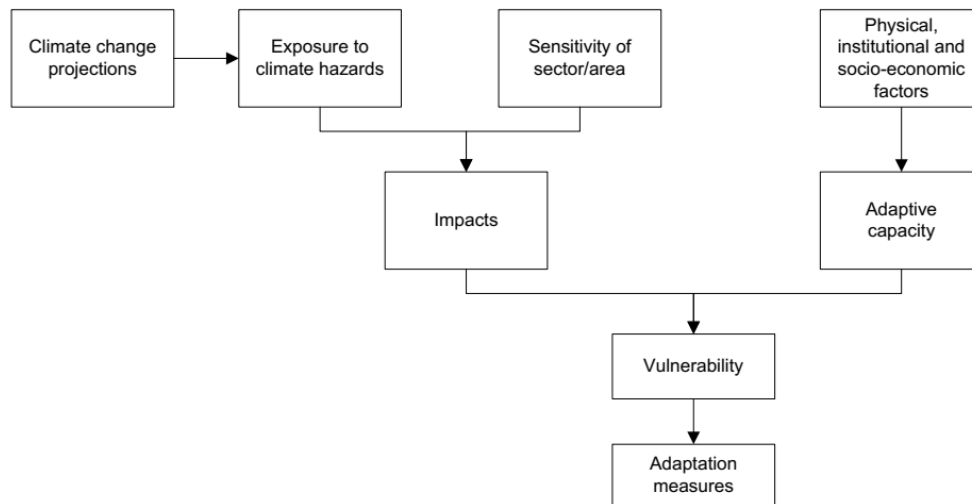 Climate change
projections
Exposure to
climate hazards
Sensitivity of
sector/area
Physical,
institutional and
socio-economic
factors
Impacts
Adaptive
capacity
Vulnerability
Adaptation
measures